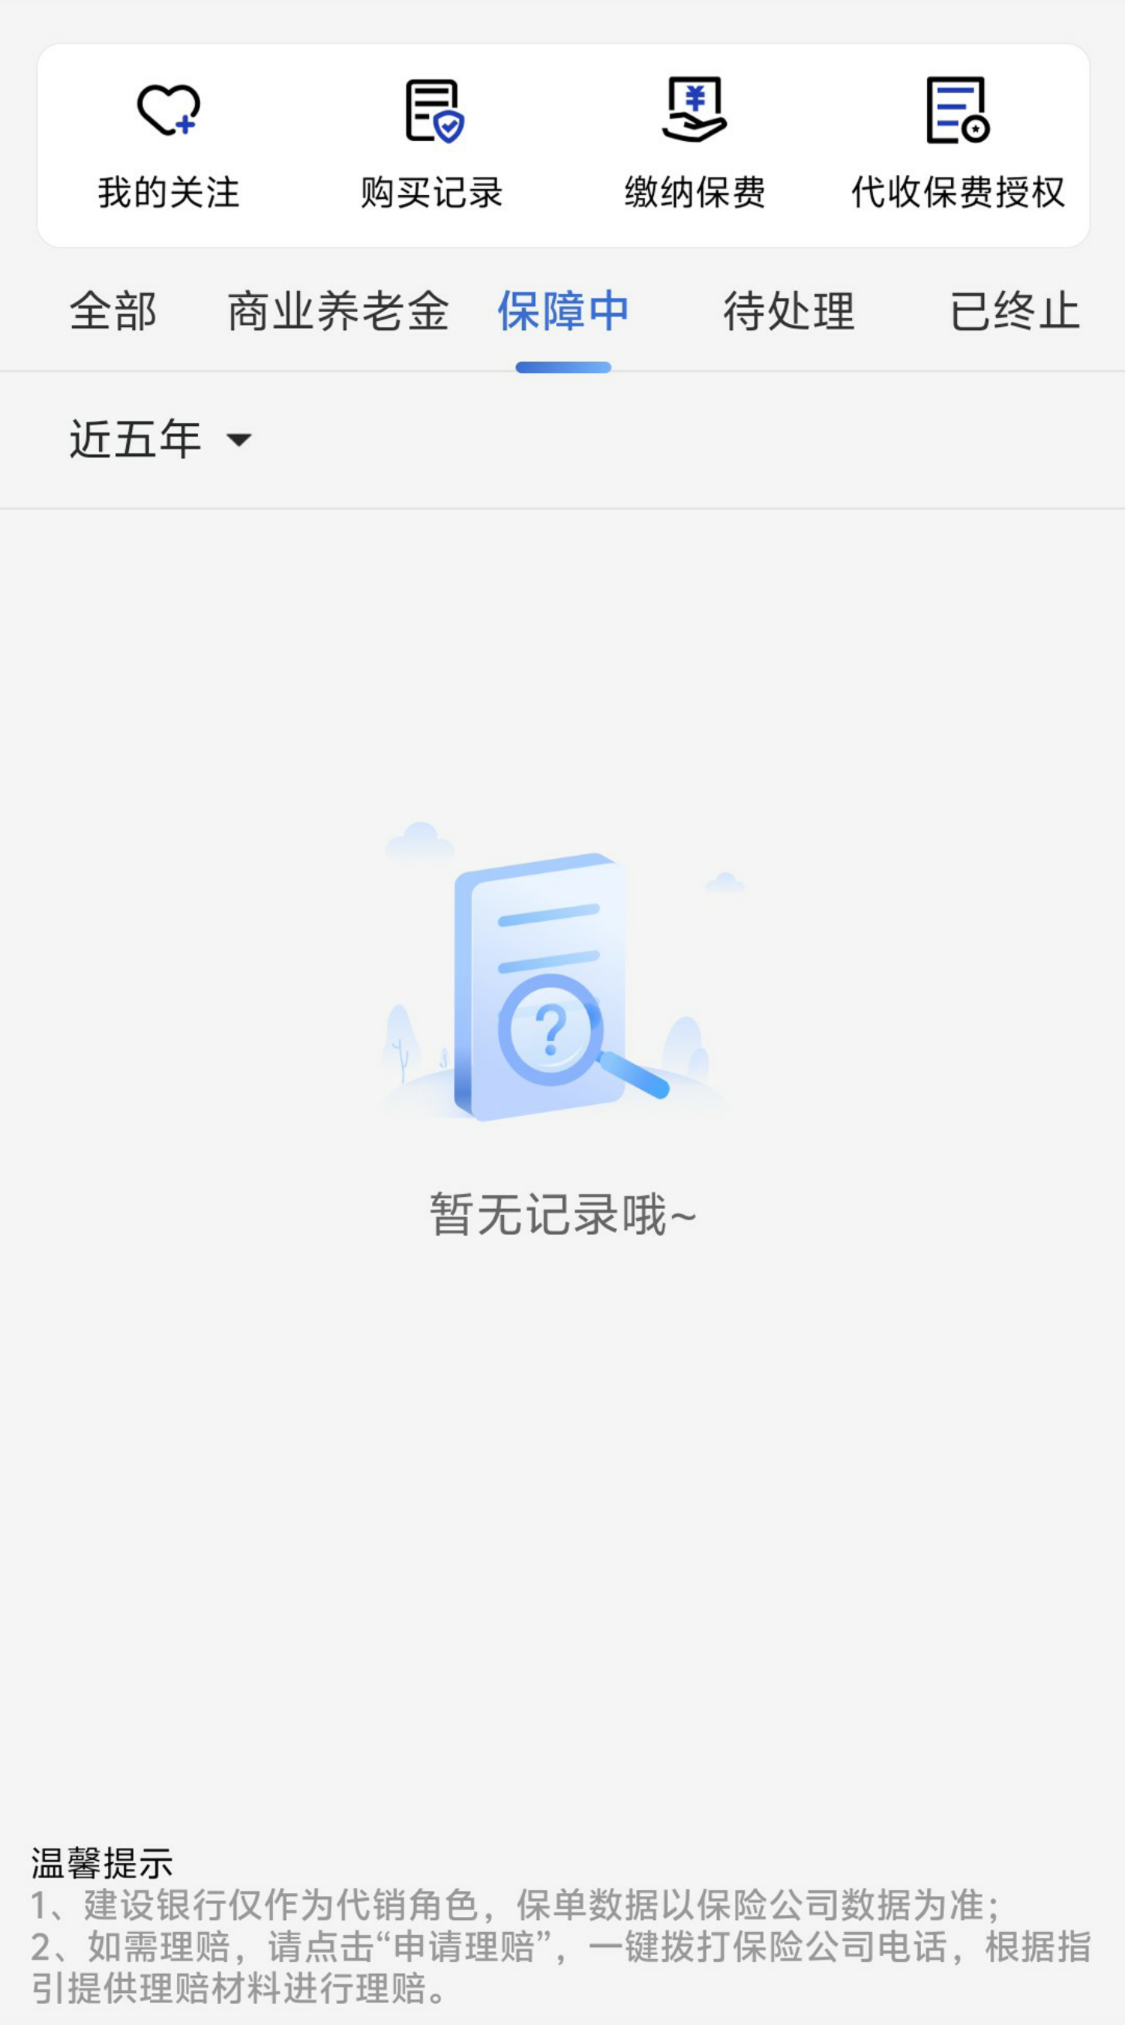 我的关注 购买记录 缴纳保费 代收保费授权
全部 商业养老金 保障中 待处理 已终止
近五年
?
暂无记录哦~
温馨提示
1、建设银行仅作为代销角色，保单数据以保险公司数据为准；
2、如需理赔，请点击“申请理赔”，一键拨打保险公司电话，根据指
引提供理赔材料进行理赔。